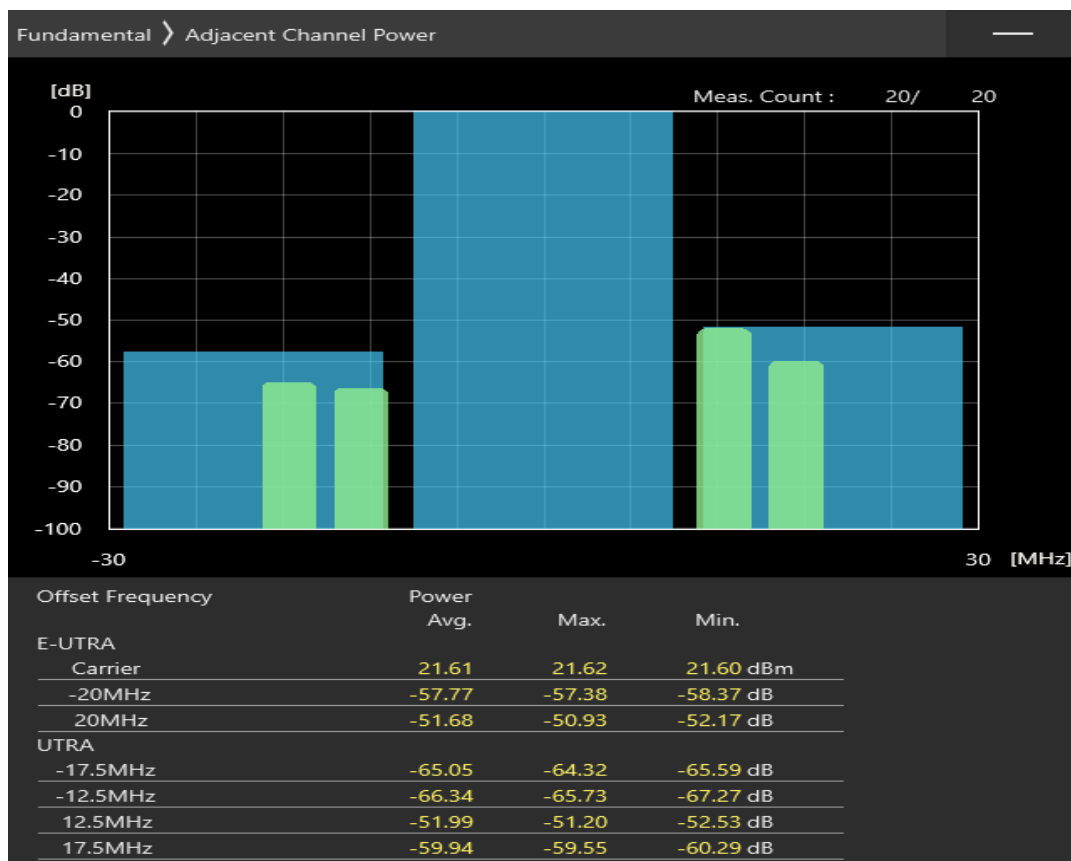 Fundamental ❯ Adjacent Channel Power
[dB]
Meas. Count : 20/ 20
0
-10
-20
-30
-40
-50
-60
-70
-80
-90
-100
-30 30 [MHz]
Offset Frequency Power
Avg. Max. Min.
E-UTRA
Carrier 21.61 21.62 21.60 dBm
-20MHz -57.77 -57.38 -58.37 dB
20MHz -51.68 -50.93 -52.17 dB
UTRA
-17.5MHz -65.05 -64.32 -65.59 dB
-12.5MHz -66.34 -65.73 -67.27 dB
12.5MHz -51.99 -51.20 -52.53 dB
17.5MHz -59.94 -59.55 -60.29 dB